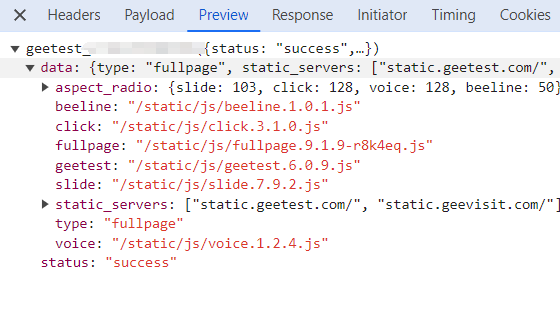 Headers Payload Preview Response Initiator Timing Cookies
geetest_ {status: "success",…})
data: {type: "fullpage", static_servers: ["static.geetest.com/",
aspect_radio: {slide: 103, click: 128, voice: 128, beeline: 50}
beeline: "/static/js/beeline.1.0.1.js"
click: "/static/js/click.3.1.0.js"
fullpage: "/static/js/fullpage.9.1.9-r8k4eq.js"
geetest: "/static/js/geetest.6.0.9.js"
slide: "/static/js/slide.7.9.2.js"
static_servers: ["static.geetest.com/", "static.geevisit.com/"]
type: "fullpage"
voice: "/static/js/voice.1.2.4.js"
status: "success"